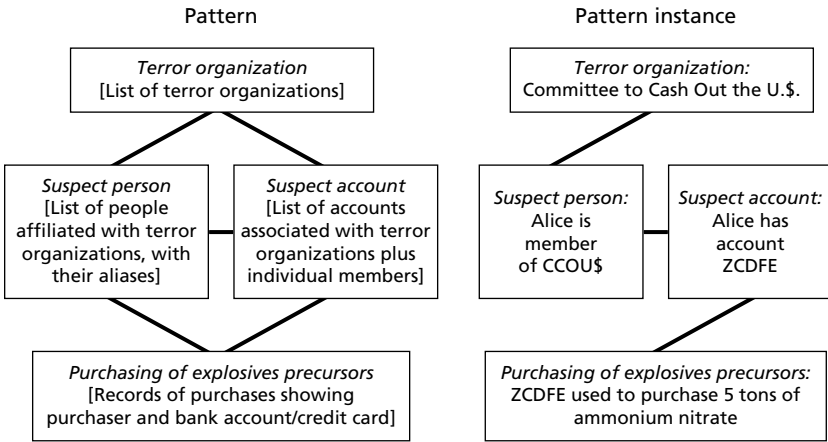 Pattern
Terror organization
[List of terror organizations]
Suspect person
[List of people
affiliated with terror
organizations, with
their aliases]
Suspect account
[List of accounts
associated with terror
organizations plus
individual members]
Purchasing of explosives precursors
[Records of purchases showing
purchaser and bank account/credit card]
Pattern instance
Terror organization:
Committee to Cash Out the U.$.
Suspect person:
Alice is
member
of CCOU$
Suspect account:
Alice has
account
ZCDFE
Purchasing of explosives precursors:
ZCDFE used to purchase 5 tons of
ammonium nitrate